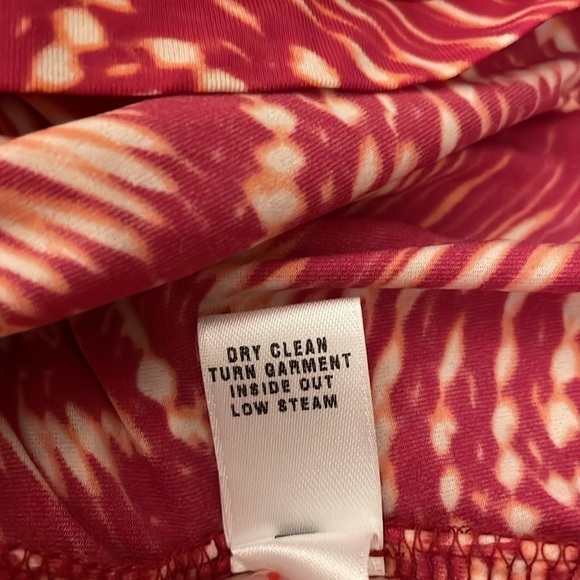 DRY CLEAN
TURN GARMENT
INSIDE OUT
LOW STEAM